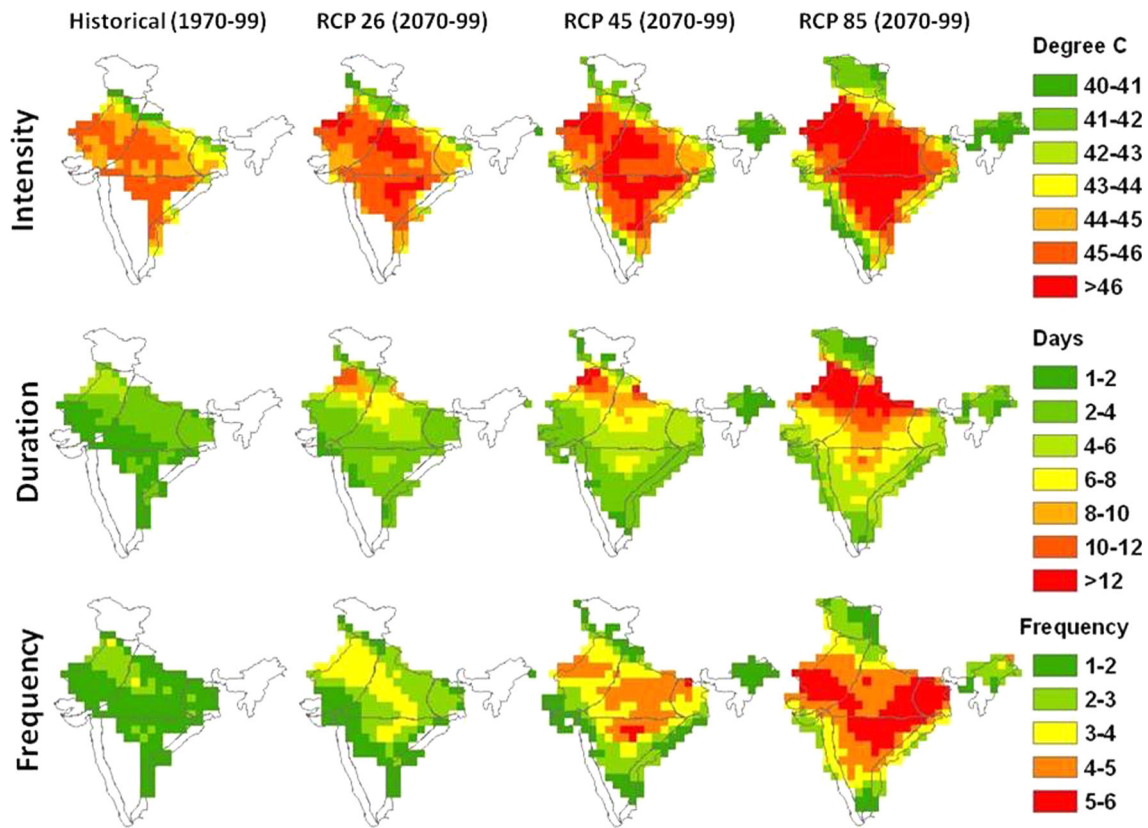 Historical (1970-99) RCP 26 (2070-99) RCP 45 (2070-99) RCP 85 (2070-99)
Intensity
Degree C
40-41
41-42
42-43
43-44
44-45
45-46
>46
Duration
Days
1-2
2-4
4-6
6-8
8-10
10-12
>12
Frequency
Frequency
1-2
2-3
3-4
4-5
5-6